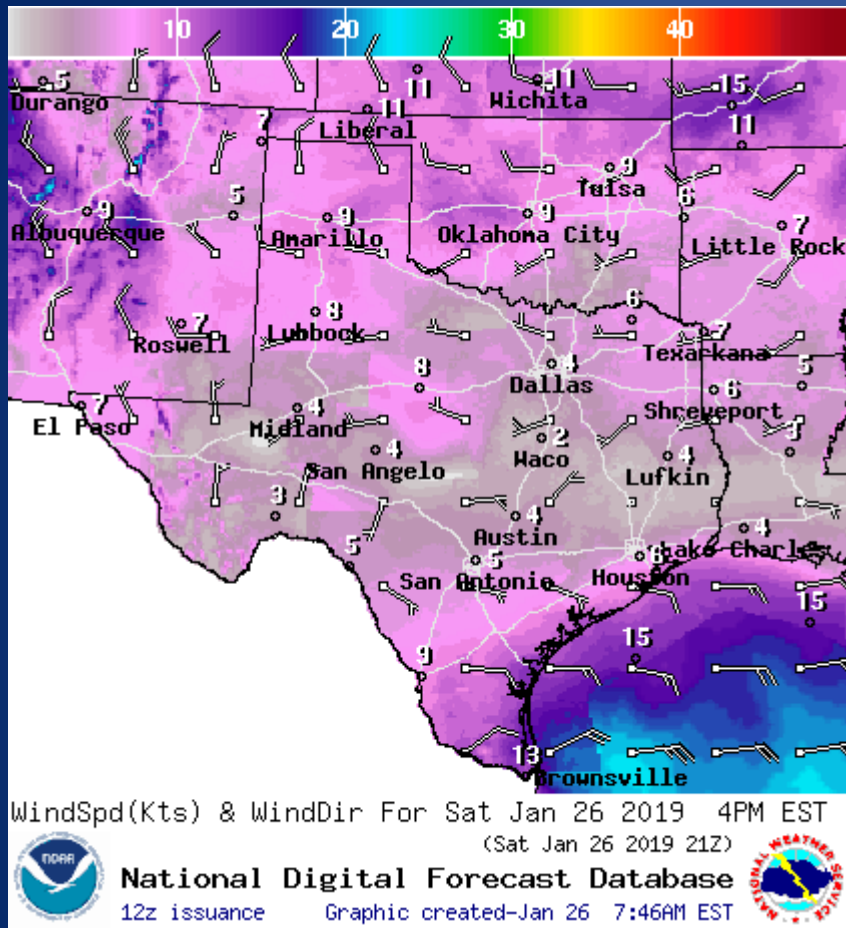 10 20 30 40
5 11 11 15
Durango Wichita
11
Liberal 11
7 9
Tulsa
9 5 9 9 6 7
Albuquerque Amarillo Oklahoma City Little Rock
8 6
7 7
Roswell Lubbock Texarkana
4
8 Dallas 6 5
7 4 Shreveport
El Paso Midland 2 3
4 Waco 4
San Angelo Lufkin
3 4 4
Austin
5 5 6 Lake Charles
San Antonio Houston
15
9 15
13
Brownsville
WindSpd(Kts) & WindDir For Sat Jan 26 2019 4PM EST
(Sat Jan 26 2019 21Z)
NOAA
NATIONAL WEATHER SERVICE
National Digital Forecast Database
12z issuance Graphic created-Jan 26 7:46AM EST